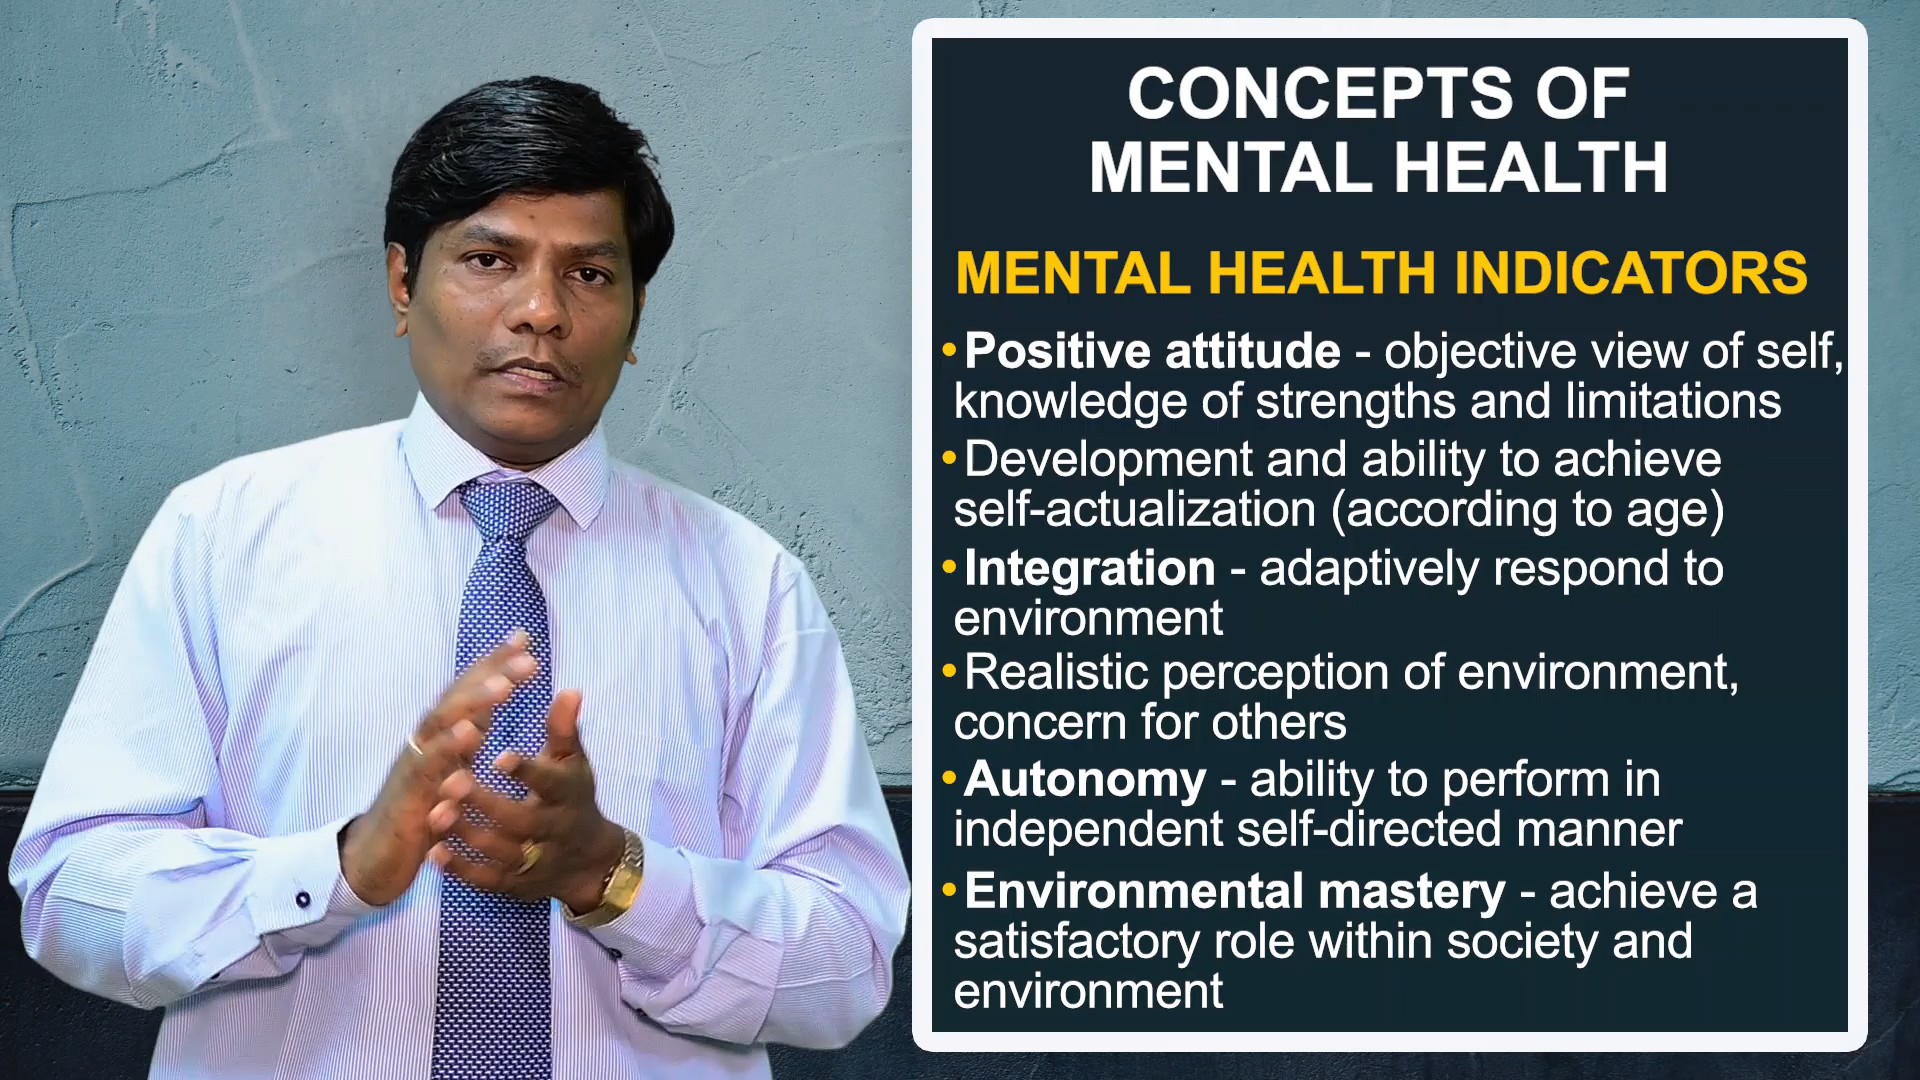 CONCEPTS OF
MENTAL HEALTH
MENTAL HEALTH INDICATORS
•Positive attitude - objective view of self,
knowledge of strengths and limitations
•Development and ability to achieve
self-actualization (according to age)
•Integration - adaptively respond to
environment
•Realistic perception of environment,
concern for others
•Autonomy - ability to perform in
independent self-directed manner
•Environmental mastery - achieve a
satisfactory role within society and
environment